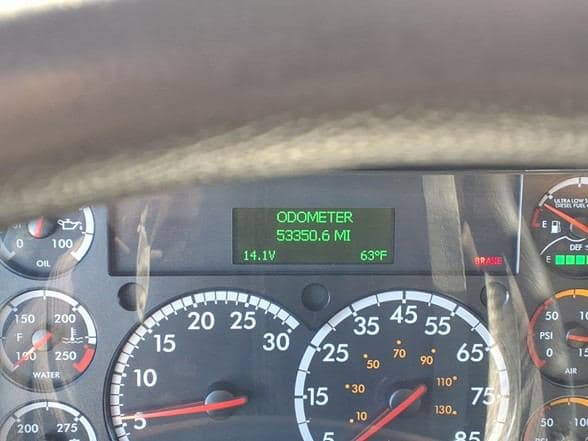 ODOMETER
53350.6 MI
14.1V 63°F
BRAKE
0 100
OIL
150 200
F
100 250
WATER
200 275
5 10 15 20 25 30
5 15 25 35 45 55 65 75 85
10 30 50 70 90 110 130
ULTRA LOW
DIESEL FUEL
E
DEF
E
50
PSI
0
AIR
50
PSI